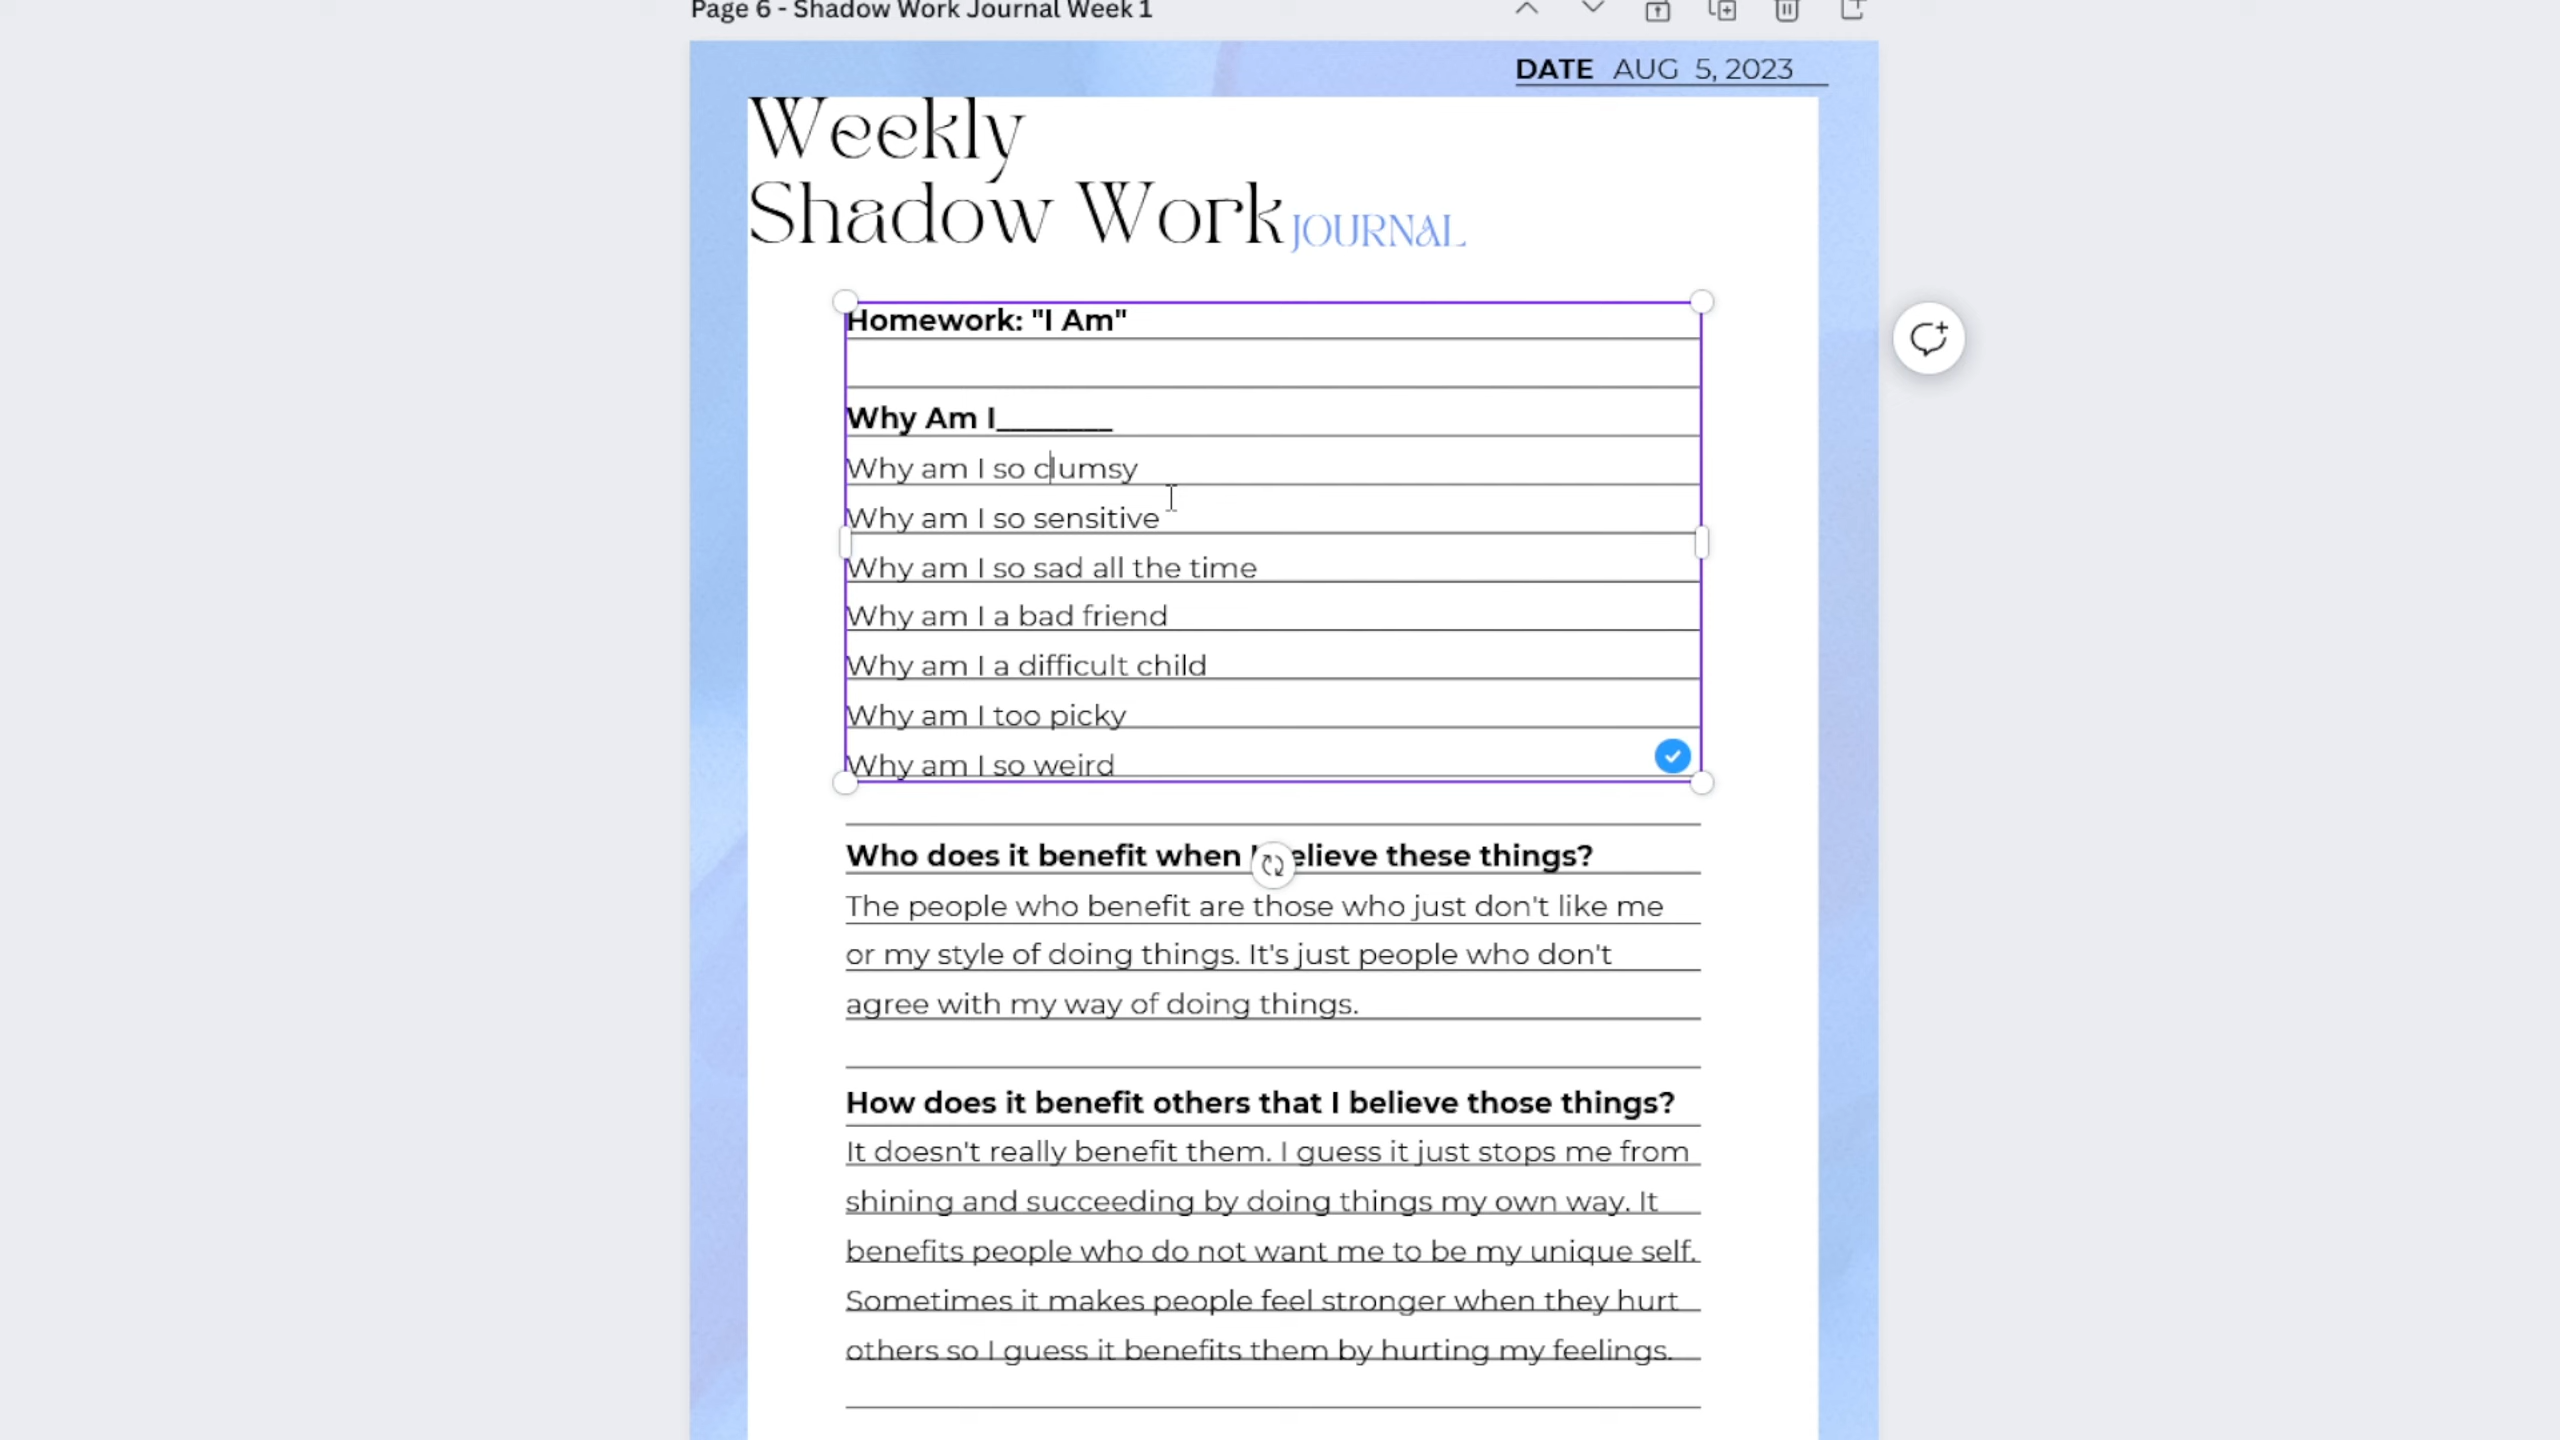 Page 6 - Shadow Work Journal Week 1
DATE AUG 5, 2023
Weekly
Shadow Work JOURNAL
Homework: "I Am"
Why Am I________
Why am I so clumsy
Why am I so sensitive
Why am I so sad all the time
Why am I a bad friend
Why am I a difficult child
Why am I too picky
Why am I so weird
Who does it benefit when I believe these things?
The people who benefit are those who just don't like me
or my style of doing things. It's just people who don't
agree with my way of doing things.
How does it benefit others that I believe those things?
It doesn't really benefit them. I guess it just stops me from
shining and succeeding by doing things my own way. It
benefits people who do not want me to be my unique self.
Sometimes it makes people feel stronger when they hurt
others so I guess it benefits them by hurting my feelings.